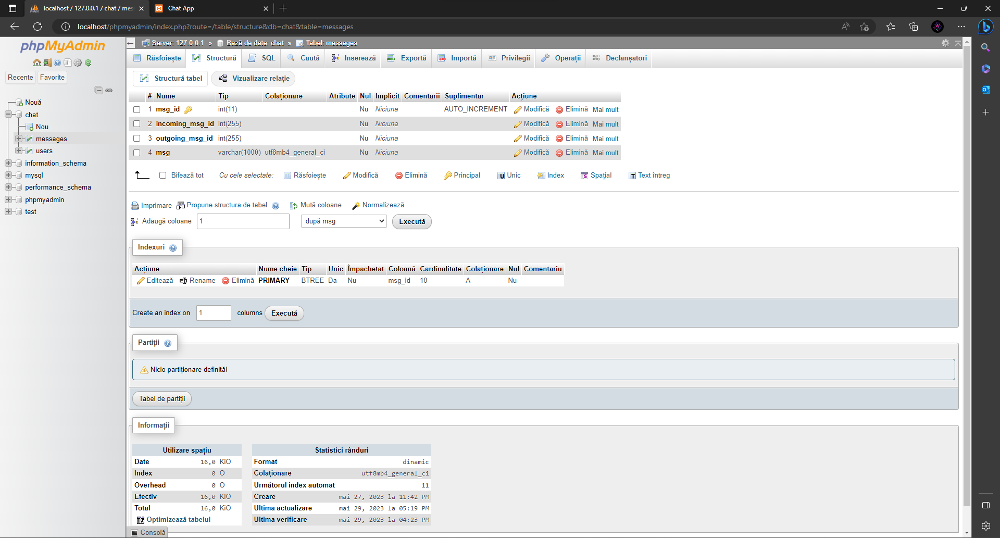 localhost / 127.0.0.1 / chat / mes
Chat App
localhost/phpmyadmin/index.php?route=/table/structure&db=chat&table=messages
phpMyAdmin
Recente Favorite
Nouă
chat
Nou
messages
users
information_schema
mysql
performance_schema
phpmyadmin
test
Server: 127.0.0.1 » Bază de date: chat » Tabel: messages
Răsfoiește Structură SQL Caută Inserează Exportă Importă Privilegii Operații Declanșatori
Structură tabel Vizualizare relație
# Nume Tip Colaționare Atribute Nul Implicit Comentarii Suplimentar Acțiune
1 msg_id int(11) Nu Niciuna AUTO_INCREMENT Modifică Elimină Mai mult
2 incoming_msg_id int(255) Nu Niciuna Modifică Elimină Mai mult
3 outgoing_msg_id int(255) Nu Niciuna Modifică Elimină Mai mult
4 msg varchar(1000) utf8mb4_general_ci Nu Niciuna Modifică Elimină Mai mult
Bifează tot Cu cele selectate: Răsfoiește Modifică Elimină Principal Unic Index Spațial Text întreg
Imprimare Propune structura de tabel Mută coloane Normalizează
Adaugă coloane 1 după msg Execută
Indexuri
Acțiune Nume cheie Tip Unic Împachetat Coloană Cardinalitate Colaționare Nul Comentariu
Editează Rename Elimină PRIMARY BTREE Da Nu msg_id 10 A Nu
Create an index on 1 columns Execută
Partiții
Nicio partiționare definită!
Tabel de partiții
Informații
Utilizare spațiu
Date 16,0 KiO
Index 0 O
Overhead 0 O
Efectiv 16,0 KiO
Total 16,0 KiO
Optimizează tabelul
Statistici rânduri
Format dinamic
Colaționare utf8mb4_general_ci
Următorul index automat 11
Creare mai 27, 2023 la 11:42 PM
Ultima actualizare mai 29, 2023 la 05:19 PM
Ultima verificare mai 29, 2023 la 04:23 PM
Consolă